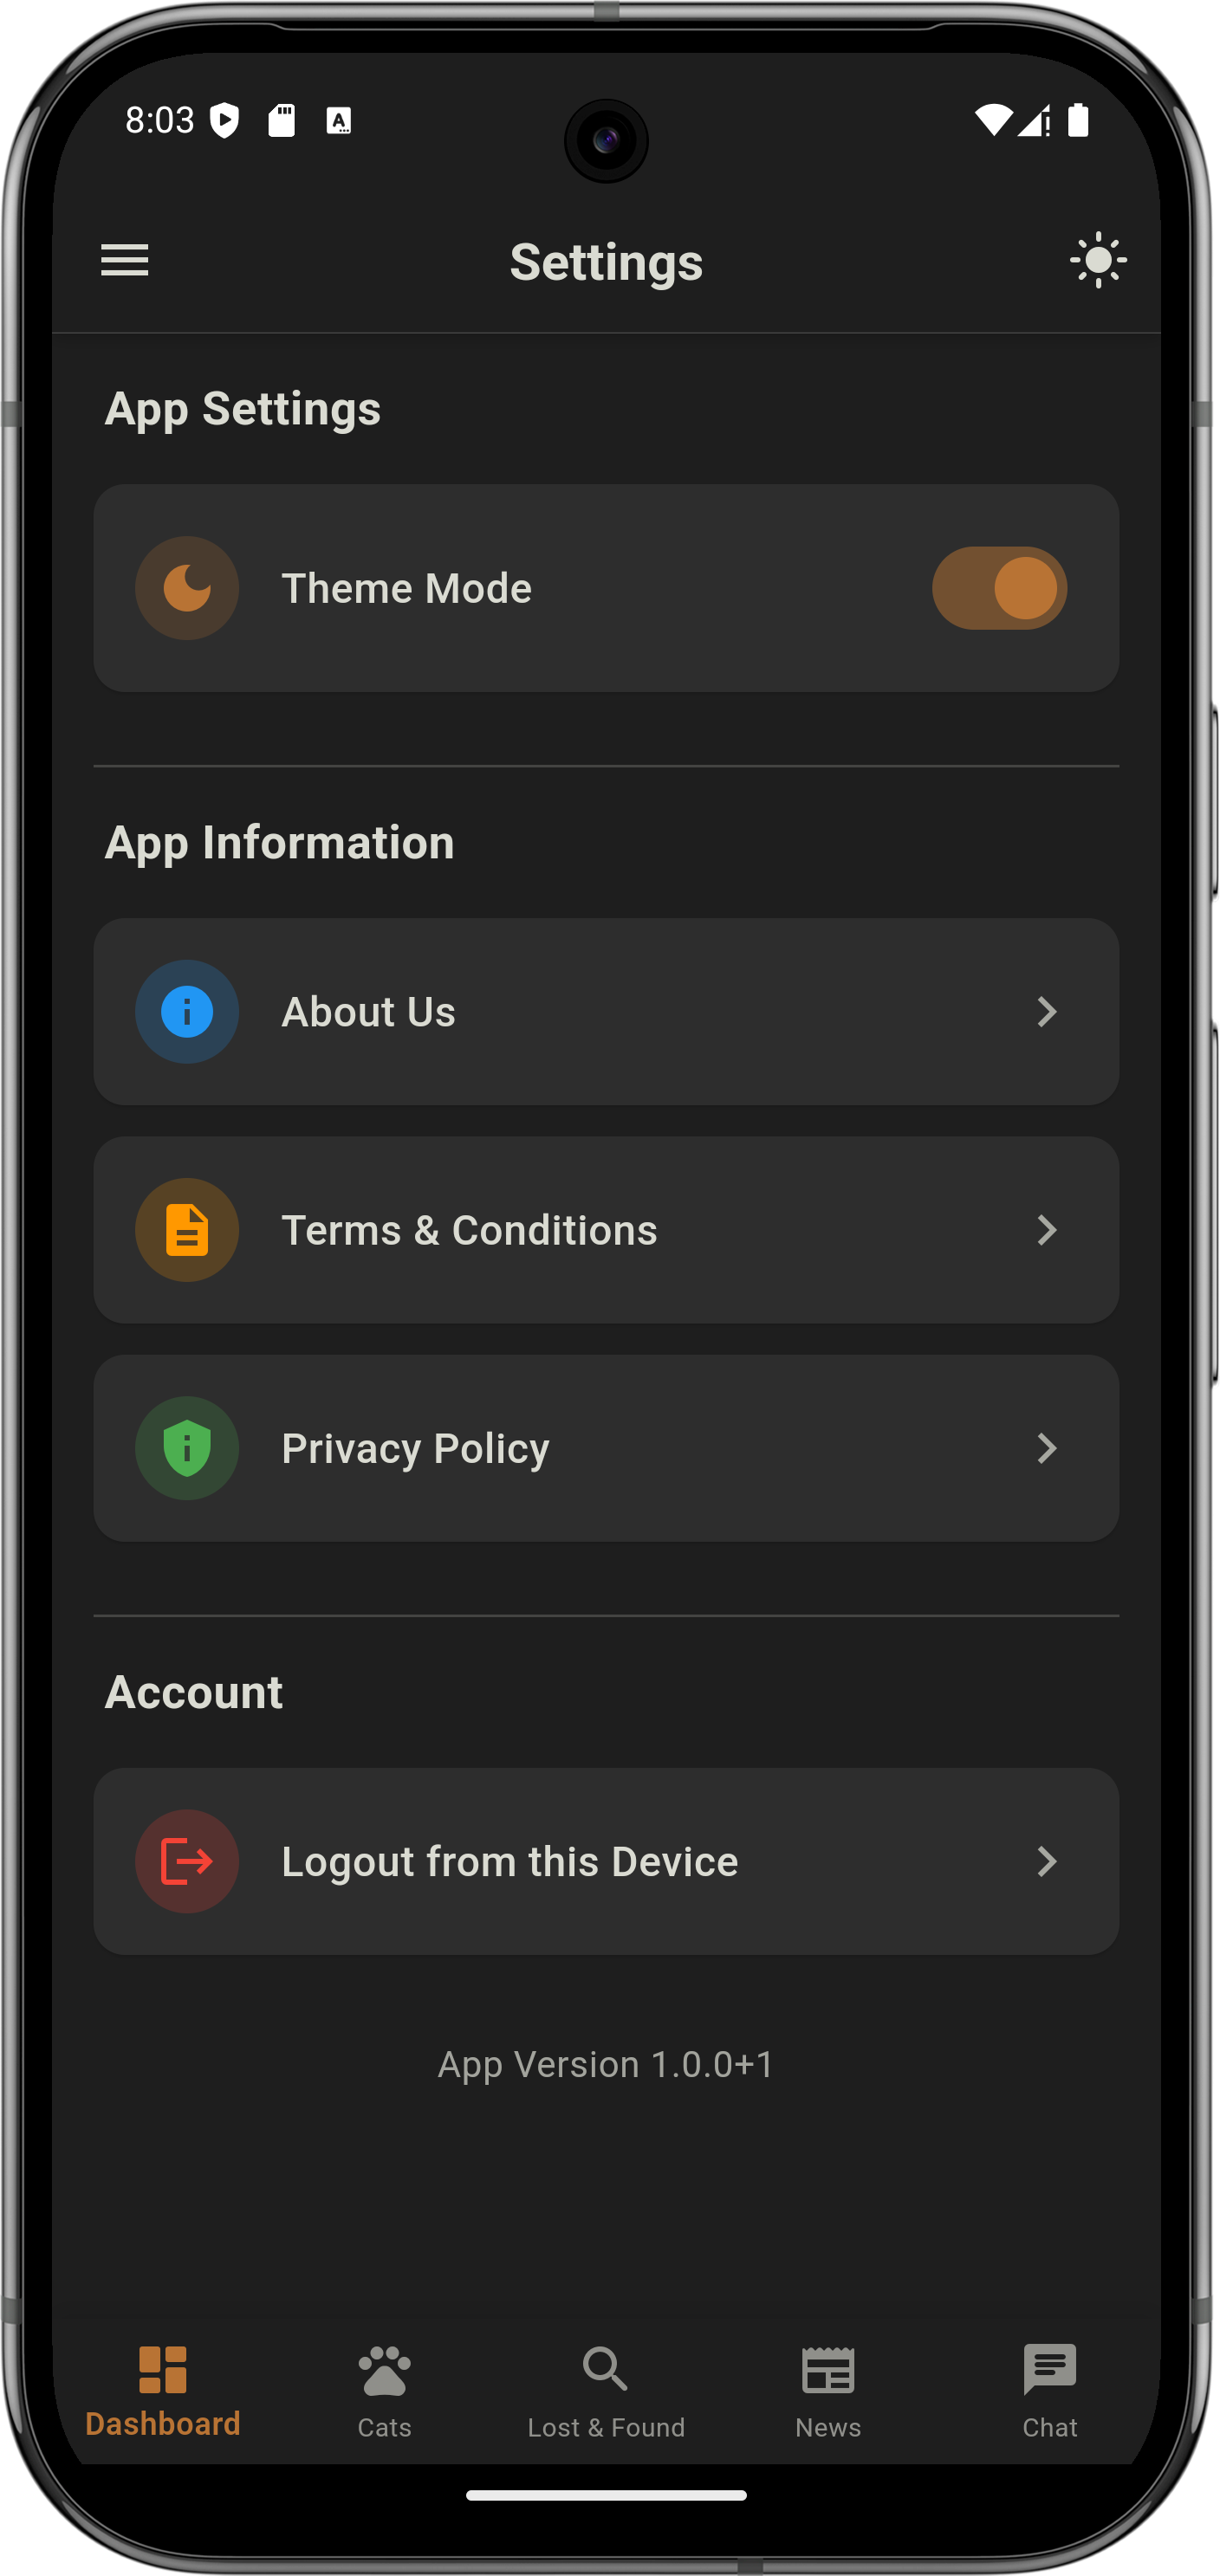 8:03
Settings
App Settings
Theme Mode
App Information
About Us
Terms & Conditions
Privacy Policy
Account
Logout from this Device
App Version 1.0.0+1
Dashboard
Cats
Lost & Found
News
Chat